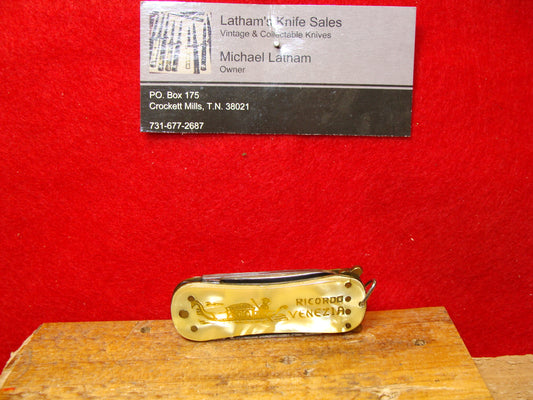 Latham's Knife Sales
Vintage & Collectable Knives
Michael Latham
Owner
PO. Box 175
Crockett Mills, T.N. 38021
731-677-2687
RICORDO
VENEZIA